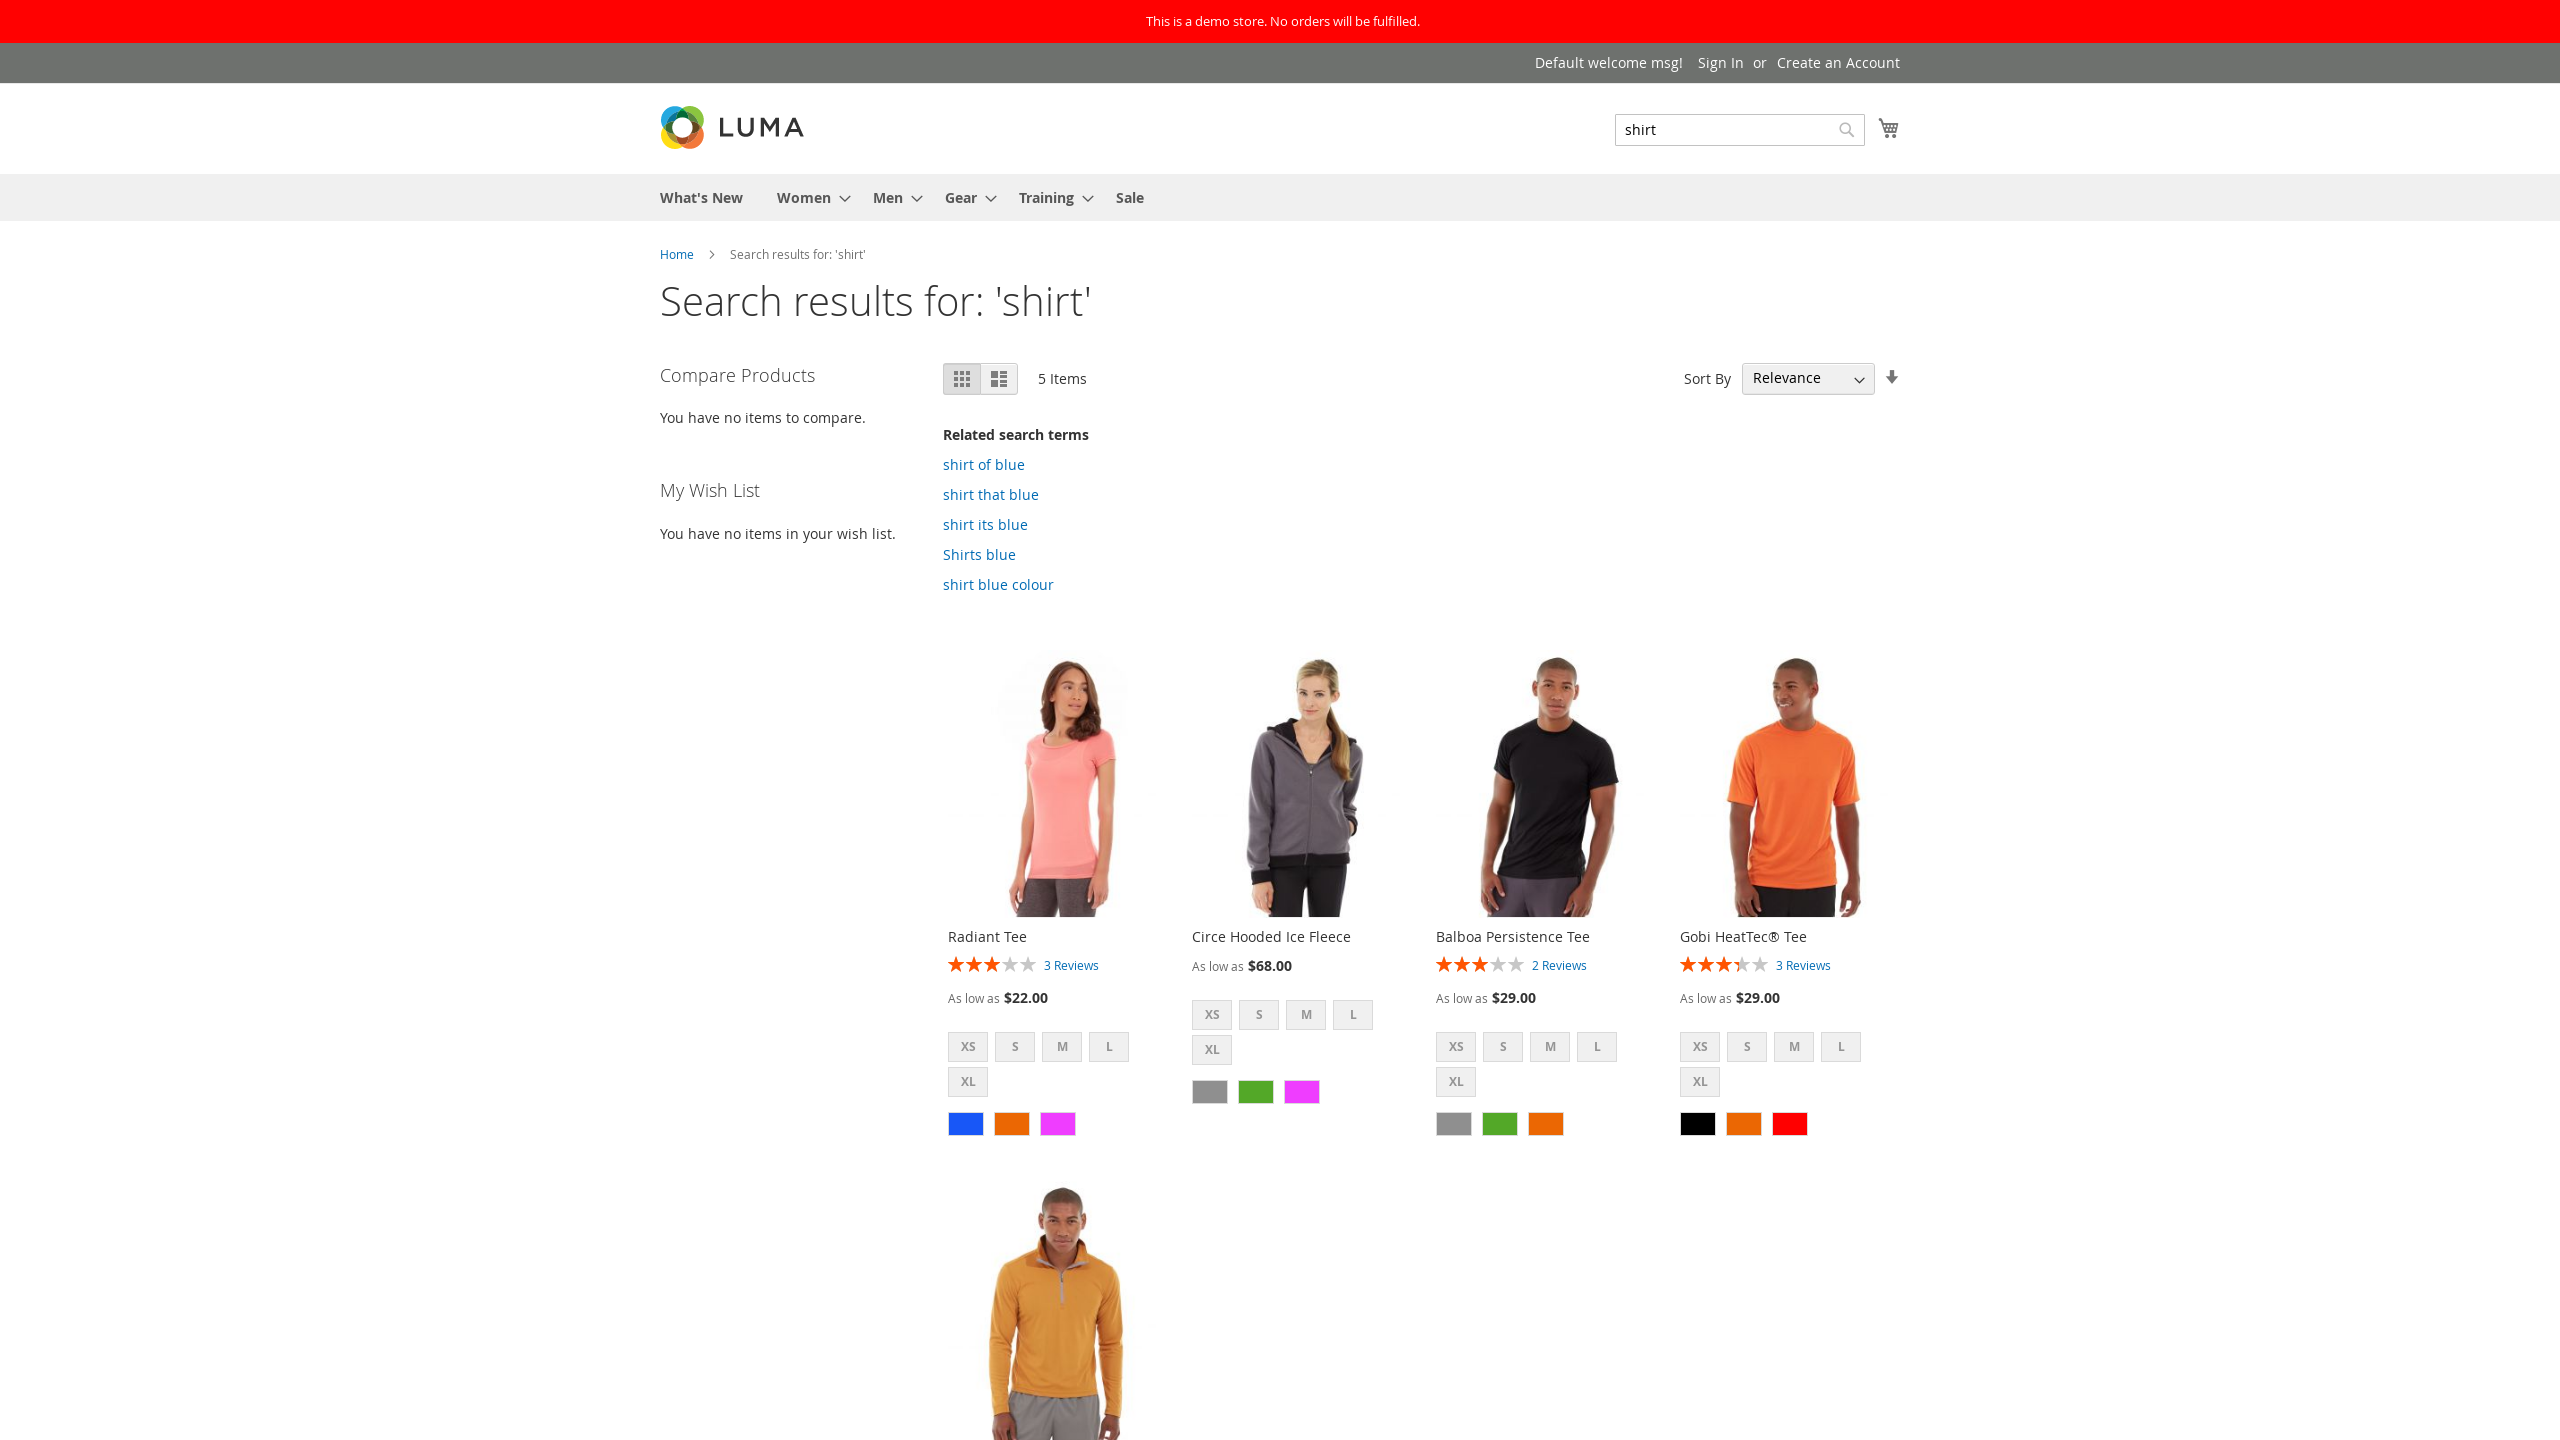 This is a demo store. No orders will be fulfilled.
Default welcome msg! Sign In or Create an Account
LUMA
shirt
What's New Women Men Gear Training Sale
Home Search results for: 'shirt'
Search results for: 'shirt'
Compare Products
You have no items to compare.
My Wish List
You have no items in your wish list.
5 Items
Sort By Relevance
Related search terms
shirt of blue
shirt that blue
shirt its blue
Shirts blue
shirt blue colour
Radiant Tee
3 Reviews
As low as $22.00
XS S M L
XL
Circe Hooded Ice Fleece
As low as $68.00
XS S M L
XL
Balboa Persistence Tee
2 Reviews
As low as $29.00
XS S M L
XL
Gobi HeatTec® Tee
3 Reviews
As low as $29.00
XS S M L
XL